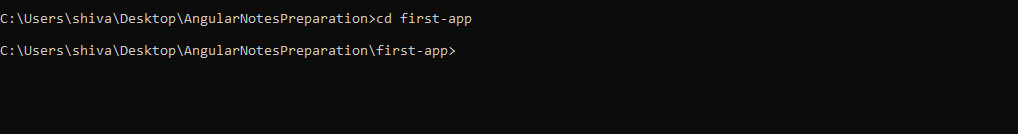 C:\Users\shiva\Desktop\AngularNotesPreparation>cd first-app
C:\Users\shiva\Desktop\AngularNotesPreparation\first-app>